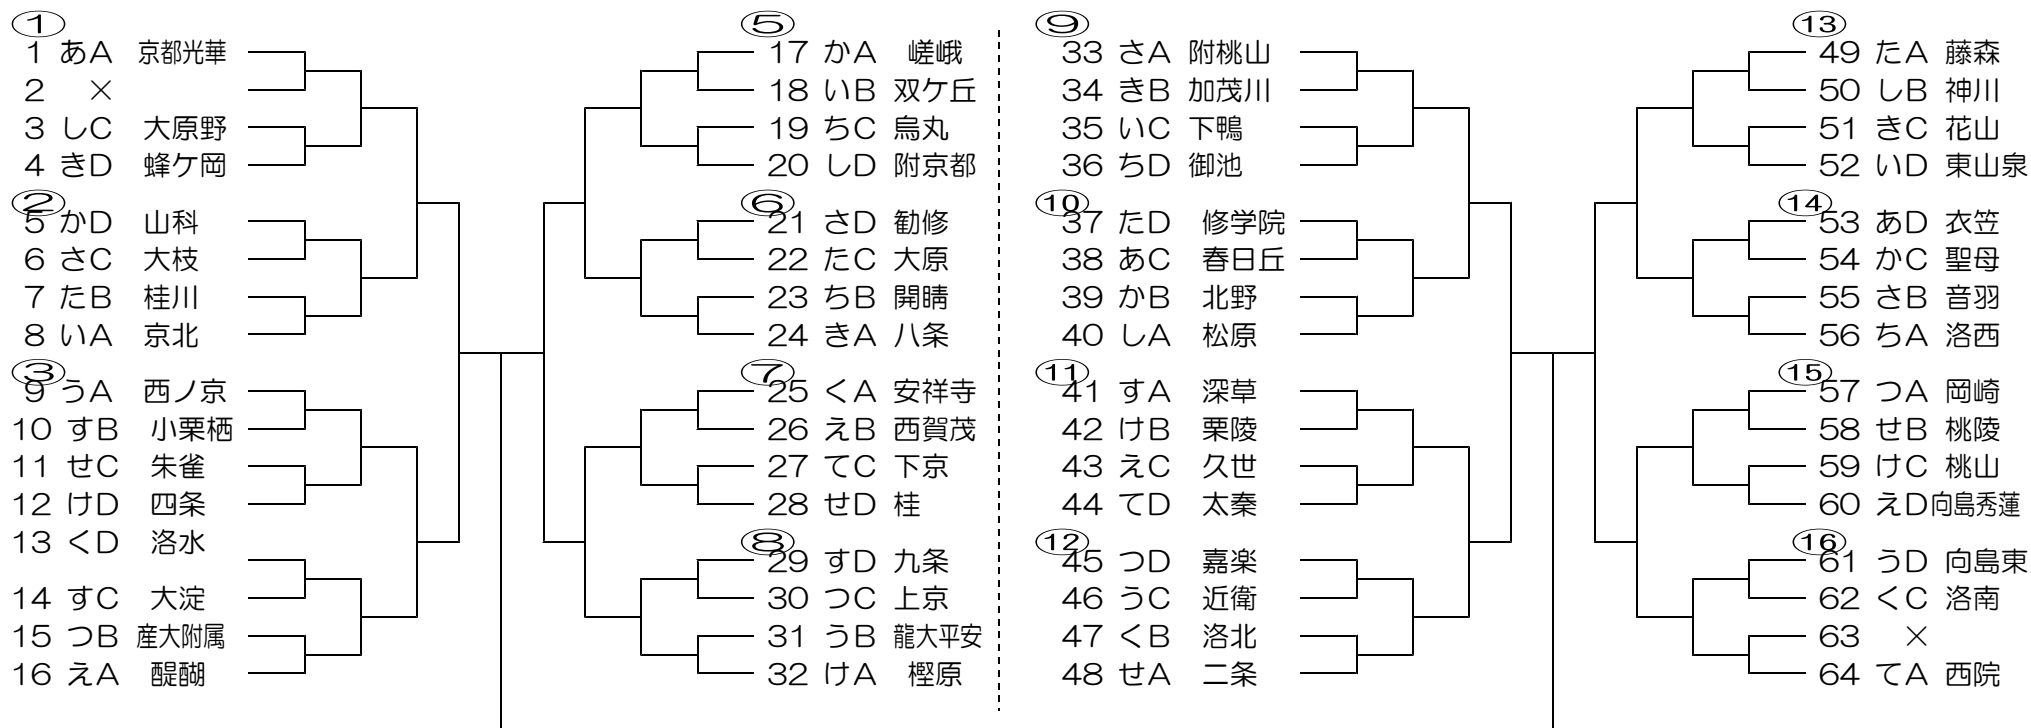 ①
1 あA 京都光華
2 ×
3 しC 大原野
4 きD 蜂ケ岡
②
5 かD 山科
6 さC 大枝
7 たB 桂川
8 いA 京北
③
9 うA 西ノ京
10 すB 小栗栖
11 せC 朱雀
12 けD 四条
13 くD 洛水
14 すC 大淀
15 つB 産大附属
16 えA 醍醐
⑤
17 かA 嵯峨
18 いB 双ケ丘
19 ちC 烏丸
20 しD 附京都
⑥
21 さD 勧修
22 たC 大原
23 ちB 開睛
24 きA 八条
⑦
25 くA 安祥寺
26 えB 西賀茂
27 てC 下京
28 せD 桂
⑧
29 すD 九条
30 つC 上京
31 うB 龍大平安
32 けA 樫原
⑨
33 さA 附桃山
34 きB 加茂川
35 いC 下鴨
36 ちD 御池
⑩
37 たD 修学院
38 あC 春日丘
39 かB 北野
40 しA 松原
⑪
41 すA 深草
42 けB 栗陵
43 えC 久世
44 てD 太秦
⑫
45 つD 嘉楽
46 うC 近衛
47 くB 洛北
48 せA 二条
⑬
49 たA 藤森
50 しB 神川
51 きC 花山
52 いD 東山泉
⑭
53 あD 衣笠
54 かC 聖母
55 さB 音羽
56 ちA 洛西
⑮
57 つA 岡崎
58 せB 桃陵
59 けC 桃山
60 えD 向島秀蓮
⑯
61 うD 向島東
62 くC 洛南
63 ×
64 てA 西院